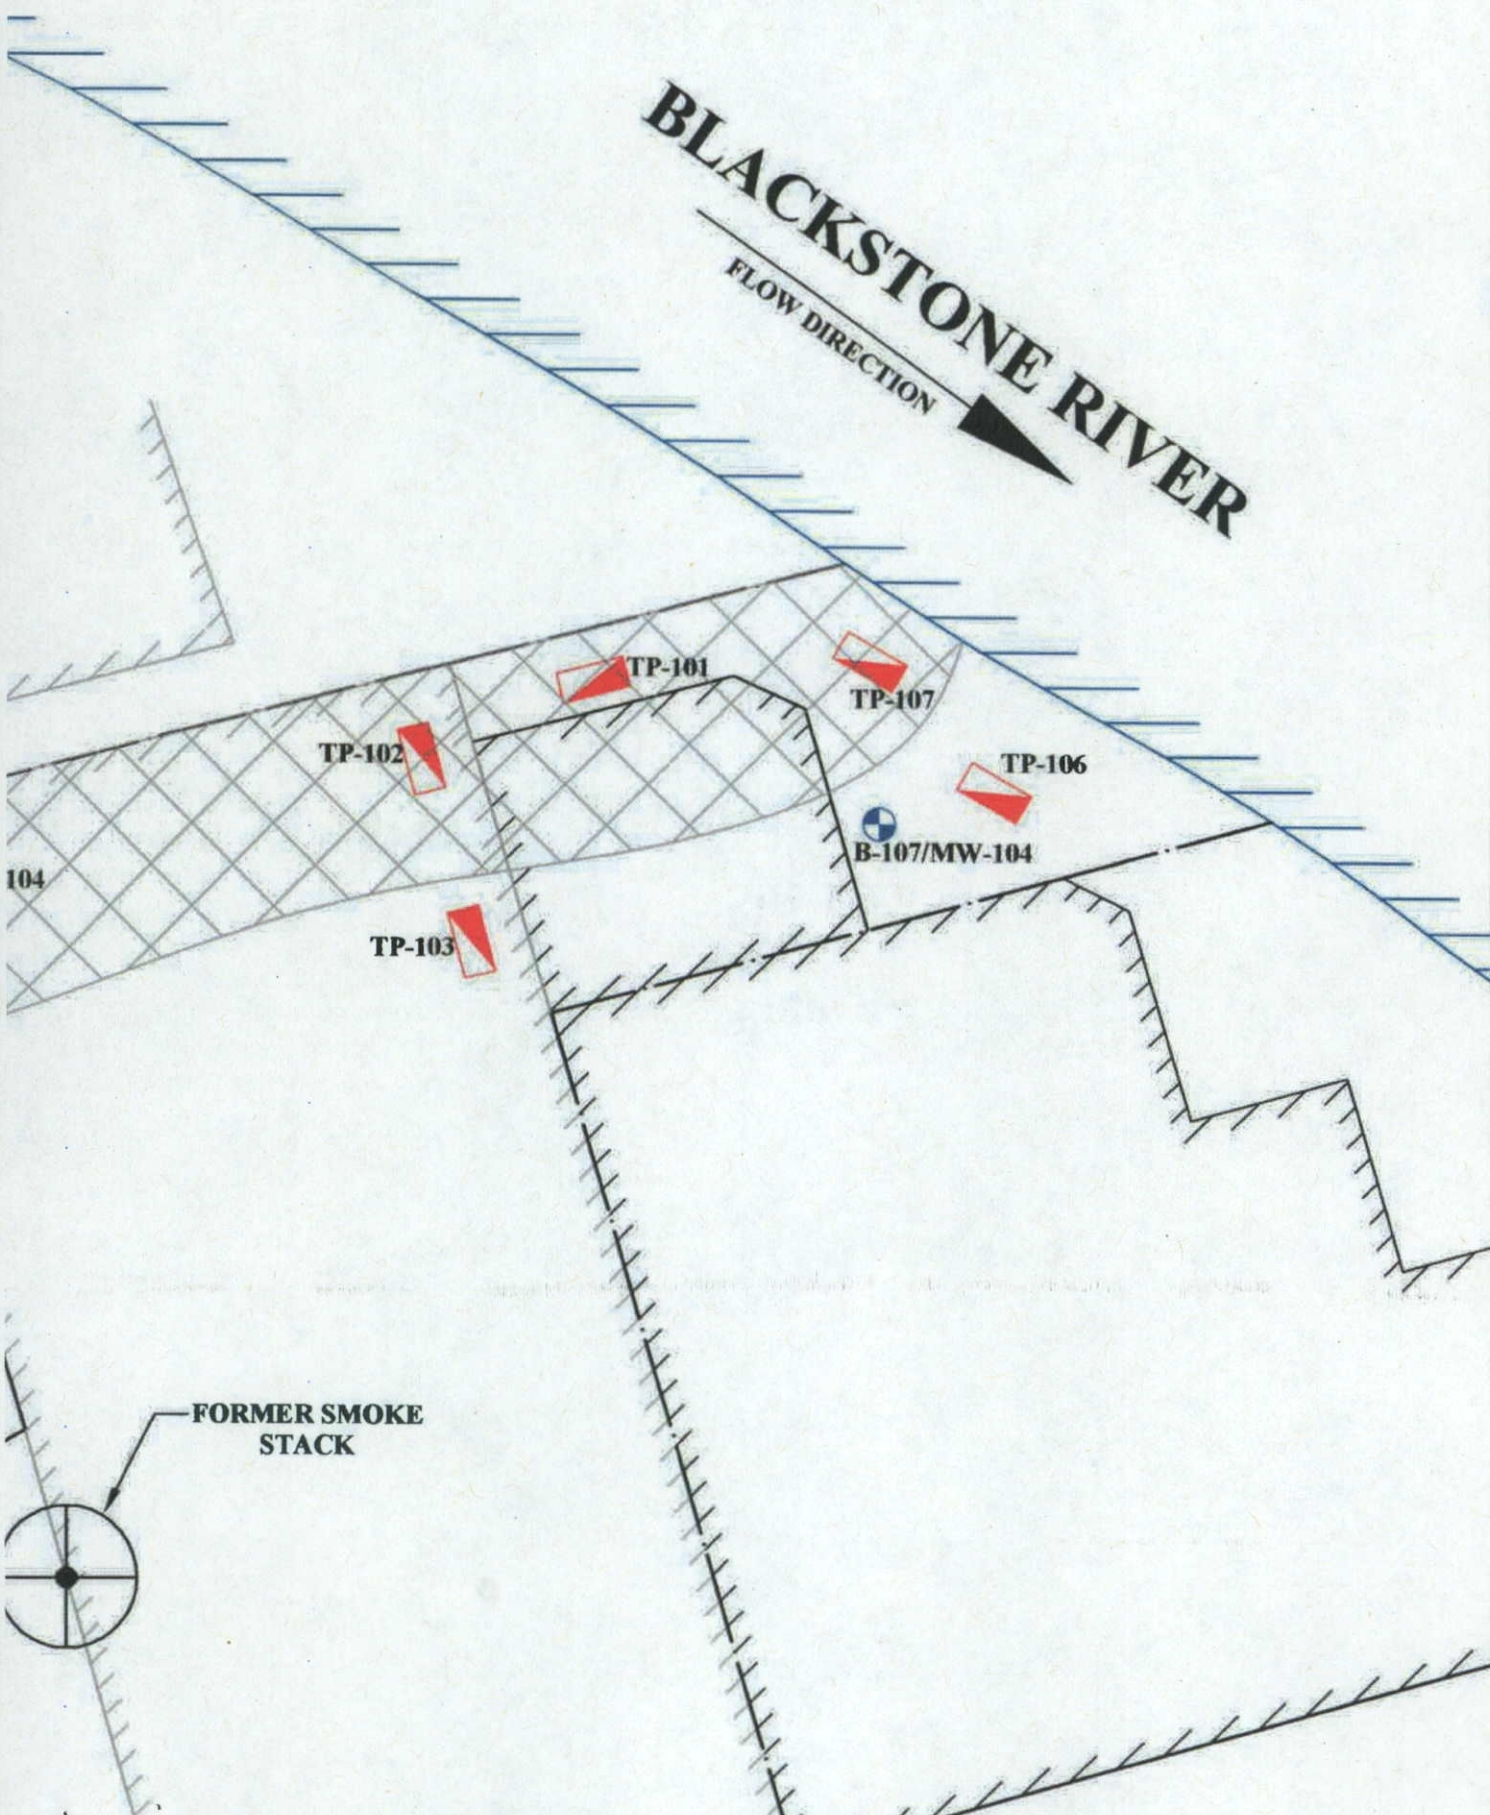 BLACKSTONE RIVER
FLOW DIRECTION
TP-101
TP-107
TP-102
TP-106
B-107/MW-104
104
TP-103
FORMER SMOKE
STACK